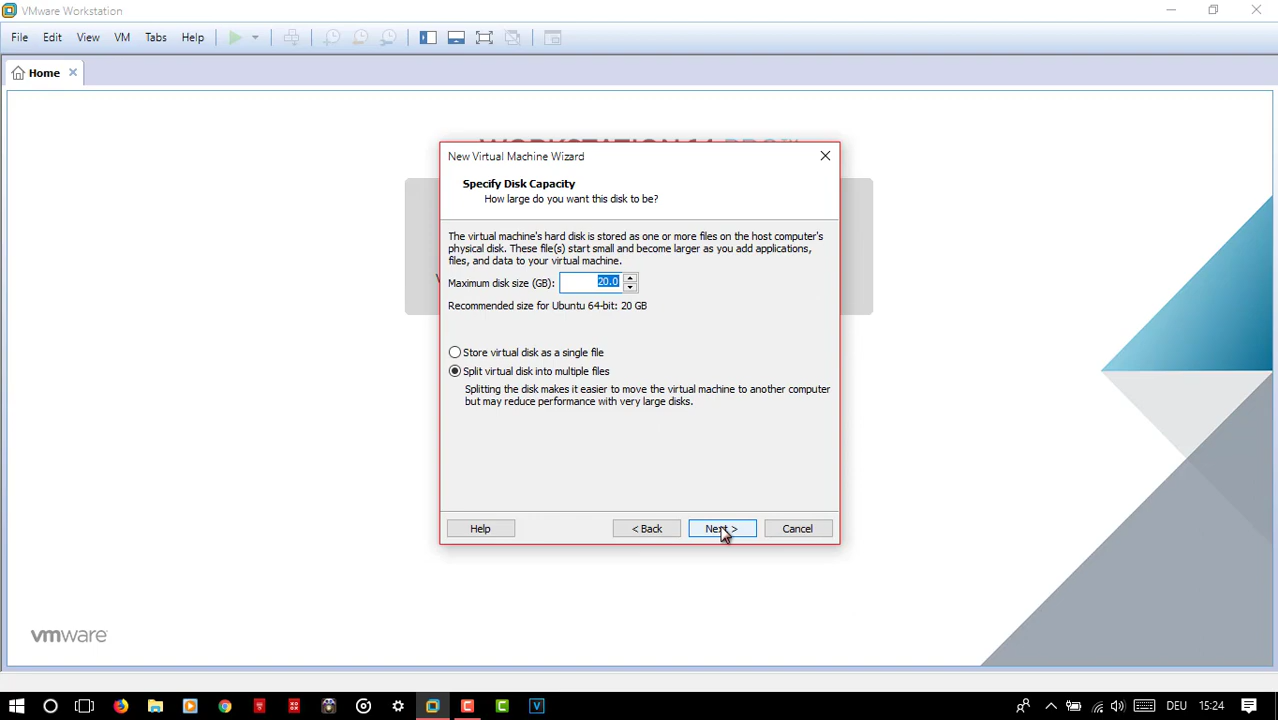 VMware Workstation
File Edit View VM Tabs Help
Home
WORKSTATION 14 PRO™
New Virtual Machine Wizard
Specify Disk Capacity
How large do you want this disk to be?
The virtual machine's hard disk is stored as one or more files on the host computer's
physical disk. These file(s) start small and become larger as you add applications,
files, and data to your virtual machine.
Maximum disk size (GB): 20.0
Recommended size for Ubuntu 64-bit: 20 GB
Store virtual disk as a single file
Split virtual disk into multiple files
Splitting the disk makes it easier to move the virtual machine to another computer
but may reduce performance with very large disks.
Help < Back Next > Cancel
vmware
DEU 15:24